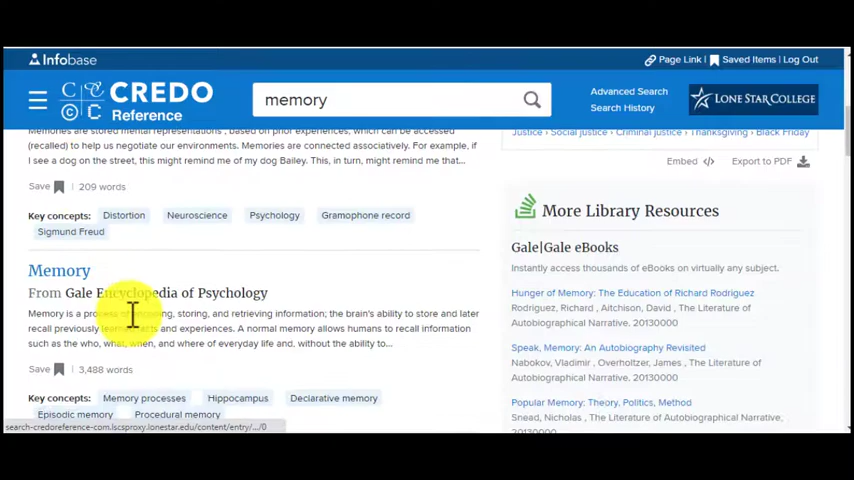 Infobase
Page Link | Saved Items | Log Out
CREDO
Reference
memory
Advanced Search
Search History
LONE STAR COLLEGE
Memories are stored mental representations , based on prior experiences, which can be accessed
(recalled) to help us negotiate our environments. Memories are connected associatively. For example, if
I see a dog on the street, this might remind me of my dog Bailey. This, in turn, might remind me that...
Save | 209 words
Key concepts: Distortion Neuroscience Psychology Gramophone record
Sigmund Freud
Memory
From Gale Encyclopedia of Psychology
Memory is a process of encoding, storing, and retrieving information; the brain's ability to store and later
recall previously learned facts and experiences. A normal memory allows humans to recall information
such as the who, what, when, and where of everyday life and. without the ability to...
Save | 3,488 words
Key concepts: Memory processes Hippocampus Declarative memory
Episodic memory Procedural memory
search-credoreference-com.lscsproxy.lonestar.edu/content/entry/.../0
Justice › Social justice › Criminal justice › Thanksgiving › Black Friday
Embed </> Export to PDF
More Library Resources
Gale|Gale eBooks
Instantly access thousands of eBooks on virtually any subject.
Hunger of Memory: The Education of Richard Rodriguez
Rodriguez, Richard , Aitchison, David , The Literature of
Autobiographical Narrative. 20130000
Speak, Memory: An Autobiography Revisited
Nabokov, Vladimir , Overholtzer, James , The Literature of
Autobiographical Narrative. 20130000
Popular Memory: Theory, Politics, Method
Snead, Nicholas , The Literature of Autobiographical Narrative.
20130000